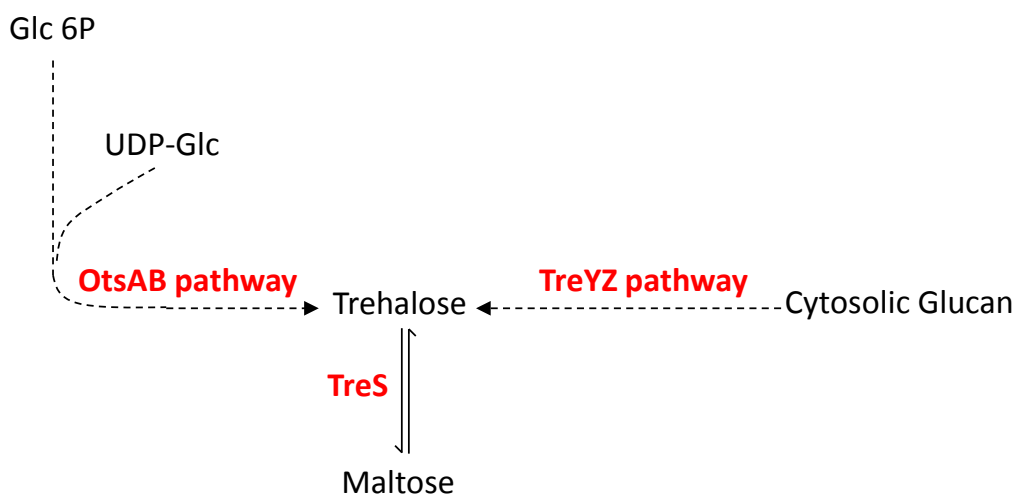 Glc 6P
UDP-Glc
OtsAB pathway
TreYZ pathway
Trehalose
Cytosolic Glucan
TreS
Maltose